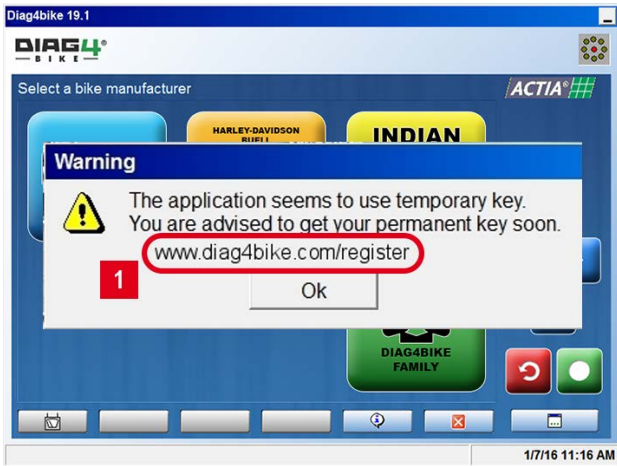 Diag4bike 19.1
DIAG4®
BIKE
Select a bike manufacturer
ACTIA®
HARLEY-DAVIDSON
BUELL
INDIAN
Warning
The application seems to use temporary key.
You are advised to get your permanent key soon.
www.diag4bike.com/register
1
Ok
DIAG4BIKE
FAMILY
1/7/16 11:16 AM